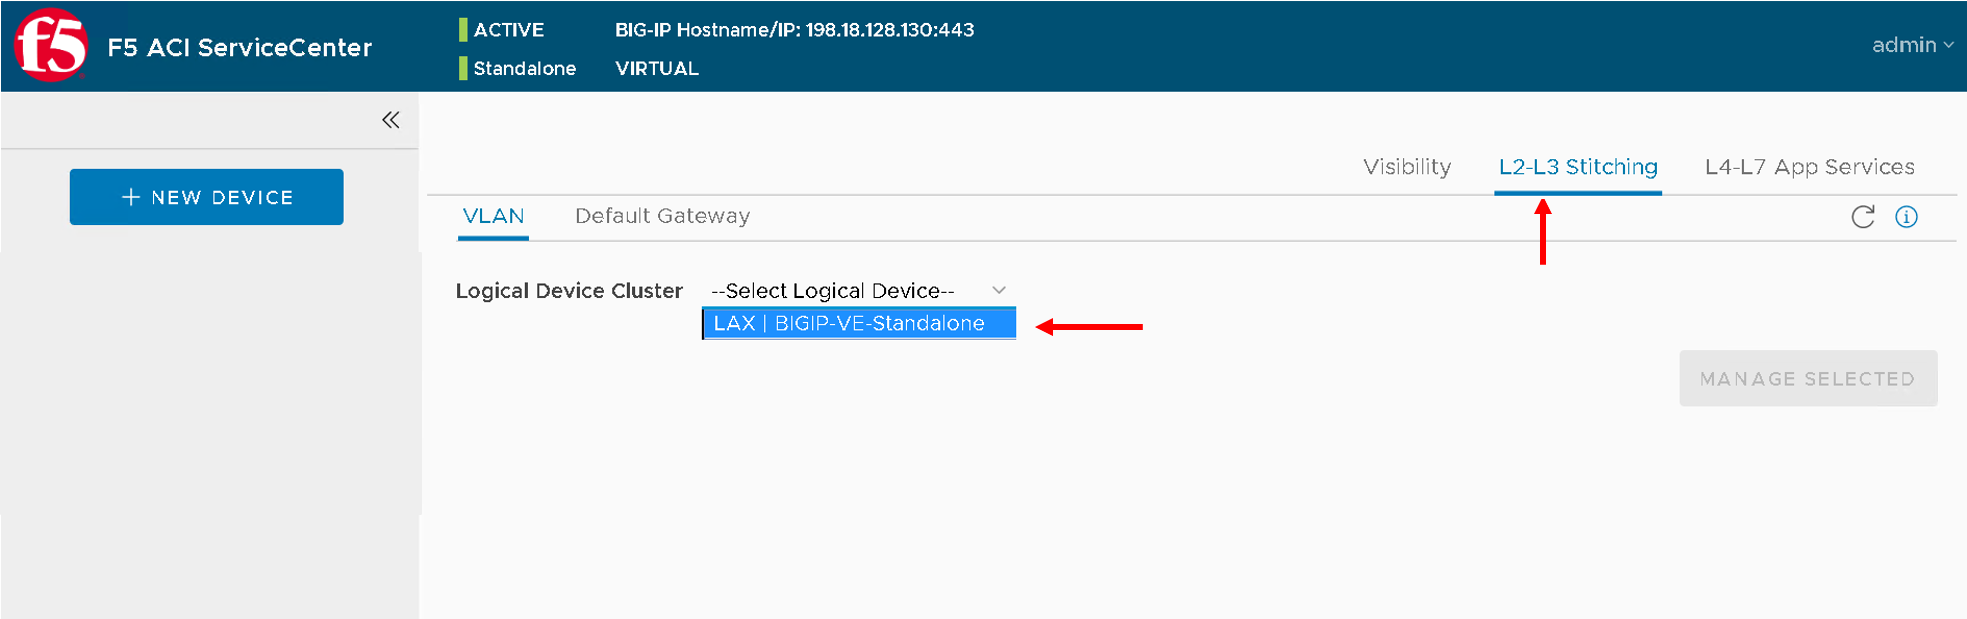 f5 F5 ACI ServiceCenter
ACTIVE BIG-IP Hostname/IP: 198.18.128.130:443
Standalone VIRTUAL
admin
+ NEW DEVICE
Visibility L2-L3 Stitching L4-L7 App Services
VLAN Default Gateway
Logical Device Cluster --Select Logical Device--
LAX | BIGIP-VE-Standalone
MANAGE SELECTED